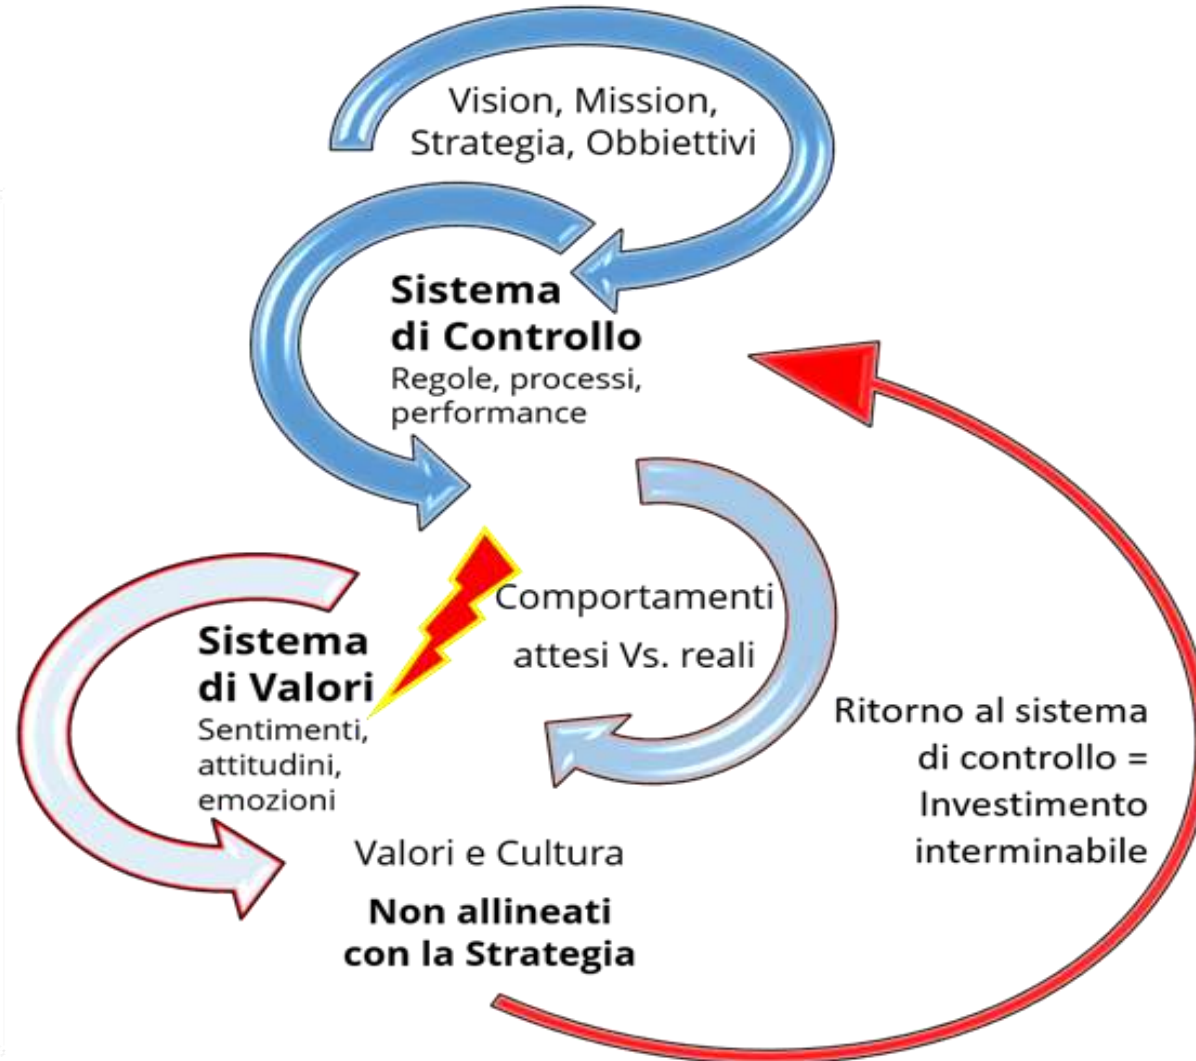 Vision, Mission,
Strategia, Obbiettivi
Sistema
di Controllo
Regole, processi,
performance
Comportamenti
attesi Vs. reali
Sistema
di Valori
Sentimenti,
attitudini,
emozioni
Ritorno al sistema
di controllo =
Investimento
interminabile
Valori e Cultura
Non allineati
con la Strategia